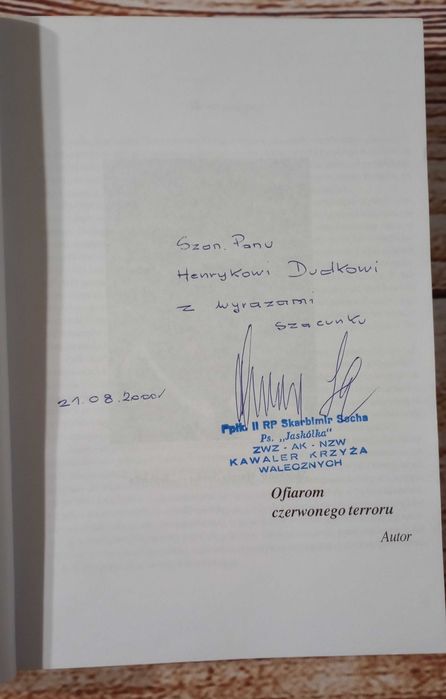 Szan. Panu
Henrykowi Dudkowi
z wyrazami
szacunku
21.08.2000
Ppłk. II RP Skarbimir Socha
Ps. „Jaskółka"
ZWZ - AK - NZW
KAWALER KRZYŻA
WALECZNYCH
Ofiarom
czerwonego terroru
Autor